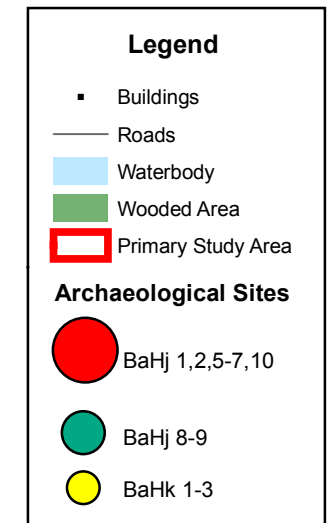 Legend
Buildings
Roads
Waterbody
Wooded Area
Primary Study Area
Archaeological Sites
BaHj 1,2,5-7,10
BaHj 8-9
BaHk 1-3